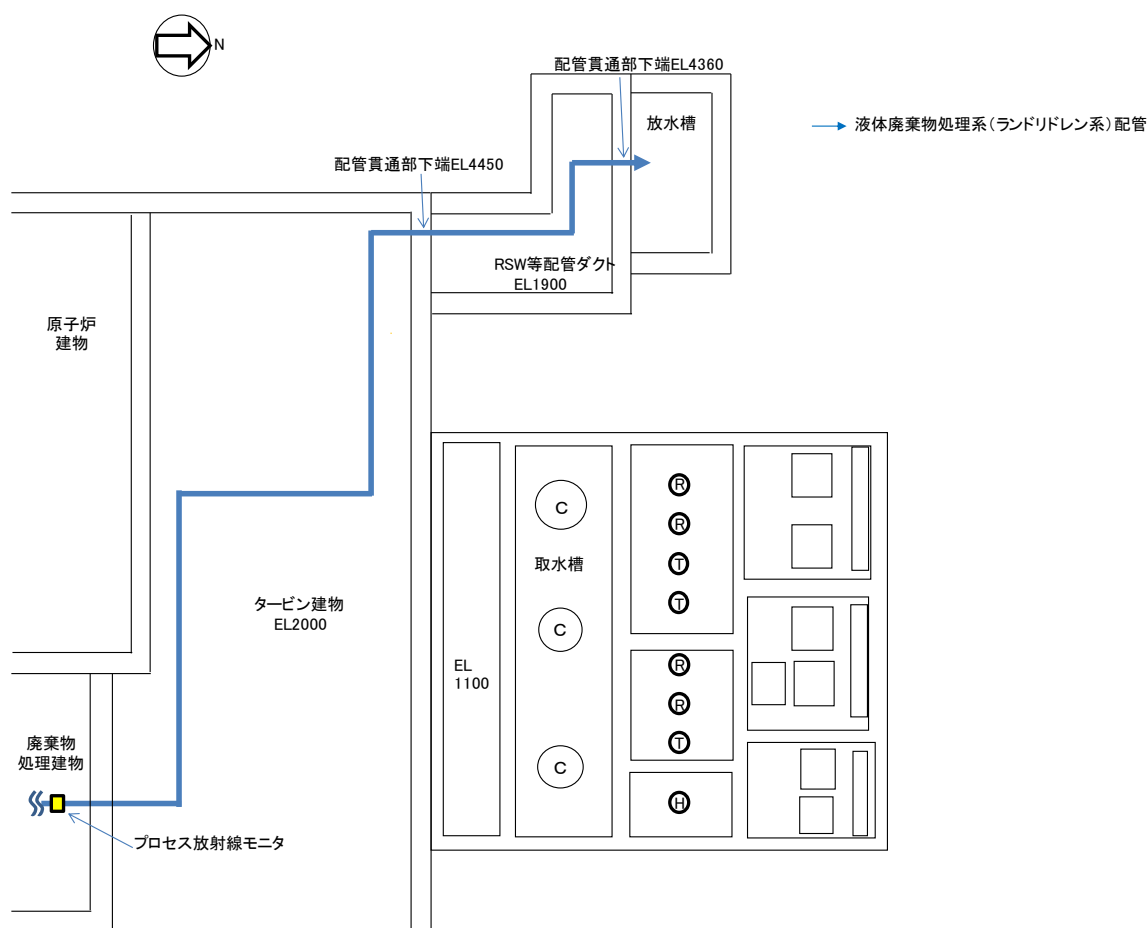 N
配管貫通部下端EL4360
放水槽
液体廃棄物処理系(ランドリドレン系)配管
配管貫通部下端EL4450
RSW等配管ダクト
EL1900
原子炉
建物
タービン建物
EL2000
取水槽
EL
1100
C
C
C
R
R
T
T
R
R
T
H
廃棄物
処理建物
プロセス放射線モニタ